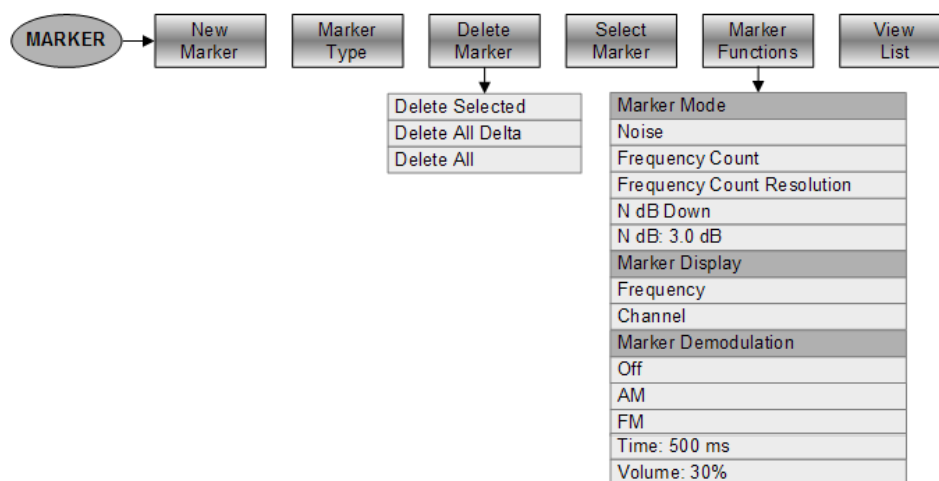 MARKER
New
Marker
Marker
Type
Delete
Marker
Select
Marker
Marker
Functions
View
List
Delete Selected
Delete All Delta
Delete All
Marker Mode
Noise
Frequency Count
Frequency Count Resolution
N dB Down
N dB: 3.0 dB
Marker Display
Frequency
Channel
Marker Demodulation
Off
AM
FM
Time: 500 ms
Volume: 30%